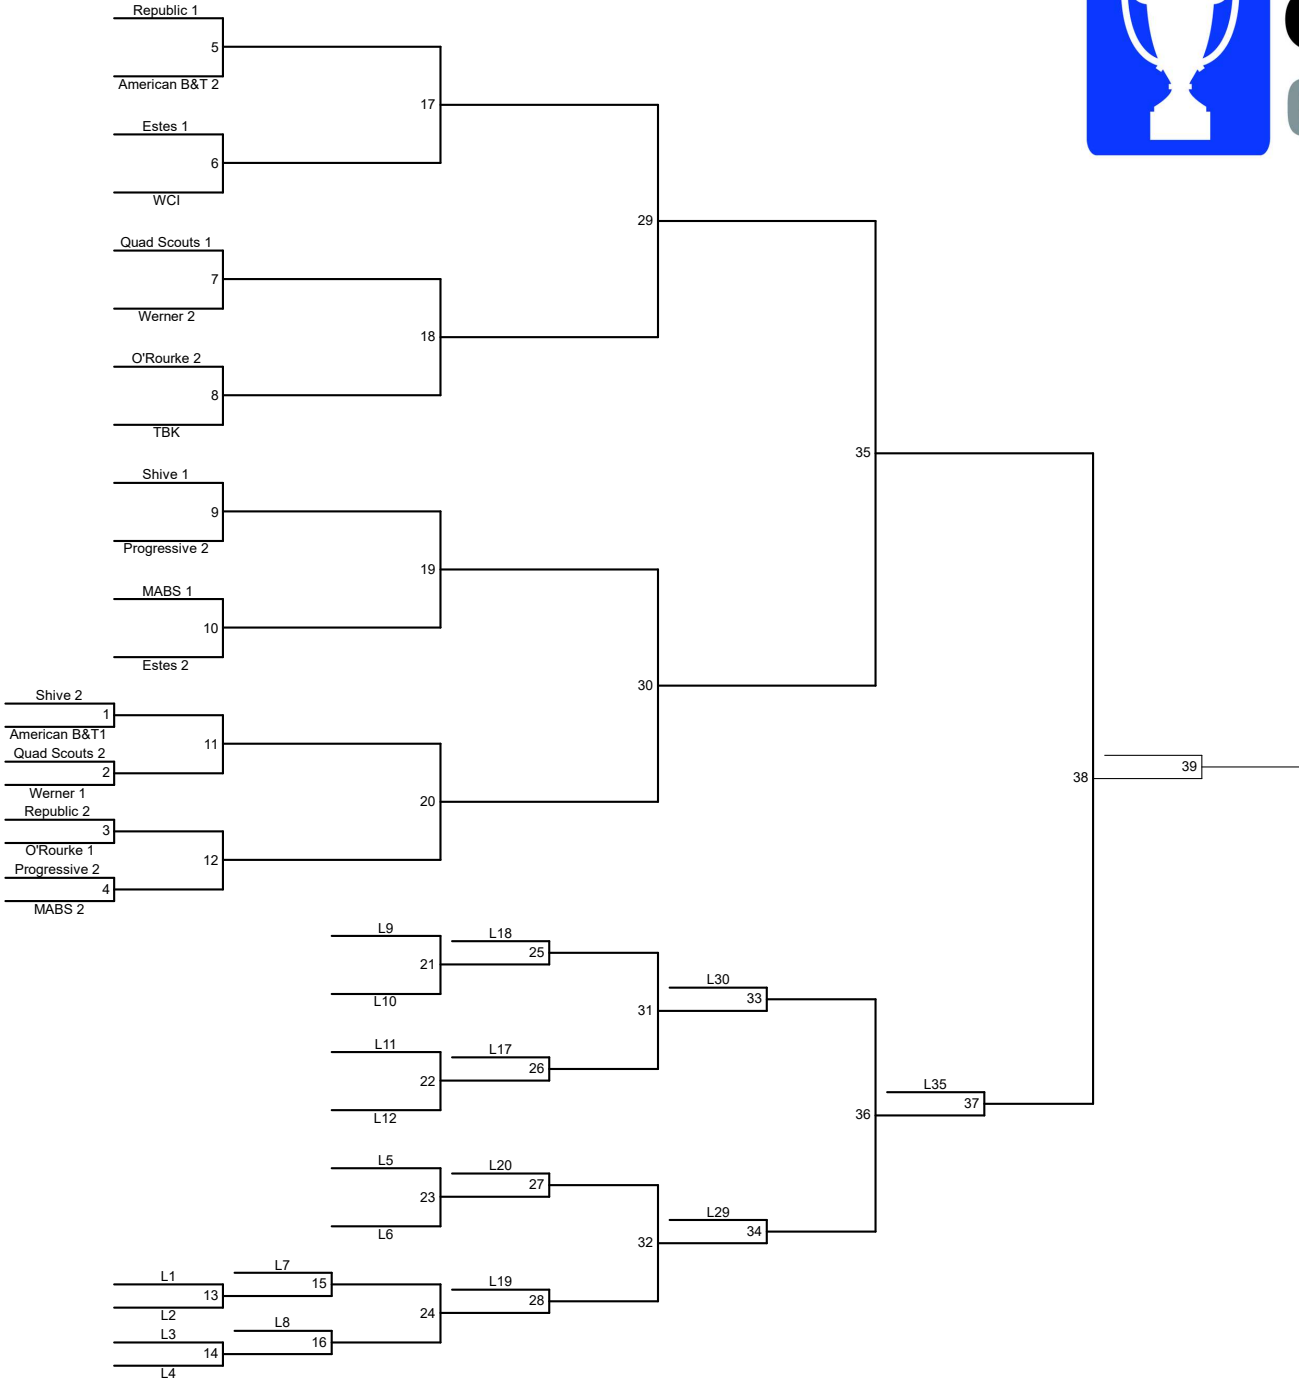 Republic 1
5
American B&T 2
17
Estes 1
6
WCI
29
Quad Scouts 1
7
Werner 2
18
O'Rourke 2
8
TBK
35
Shive 1
9
Progressive 2
19
MABS 1
10
Estes 2
30
Shive 2
1
American B&T1
11
Quad Scouts 2
2
Werner 1
39
38
20
Republic 2
3
O'Rourke 1
12
Progressive 2
4
MABS 2
L9
L18
25
21
L10
L30
33
31
L11
L17
26
22
L12
L35
37
36
L5
L20
27
23
L6
L29
34
32
L7
L1
15
13
L2
L19
28
24
L3
L8
16
14
L4